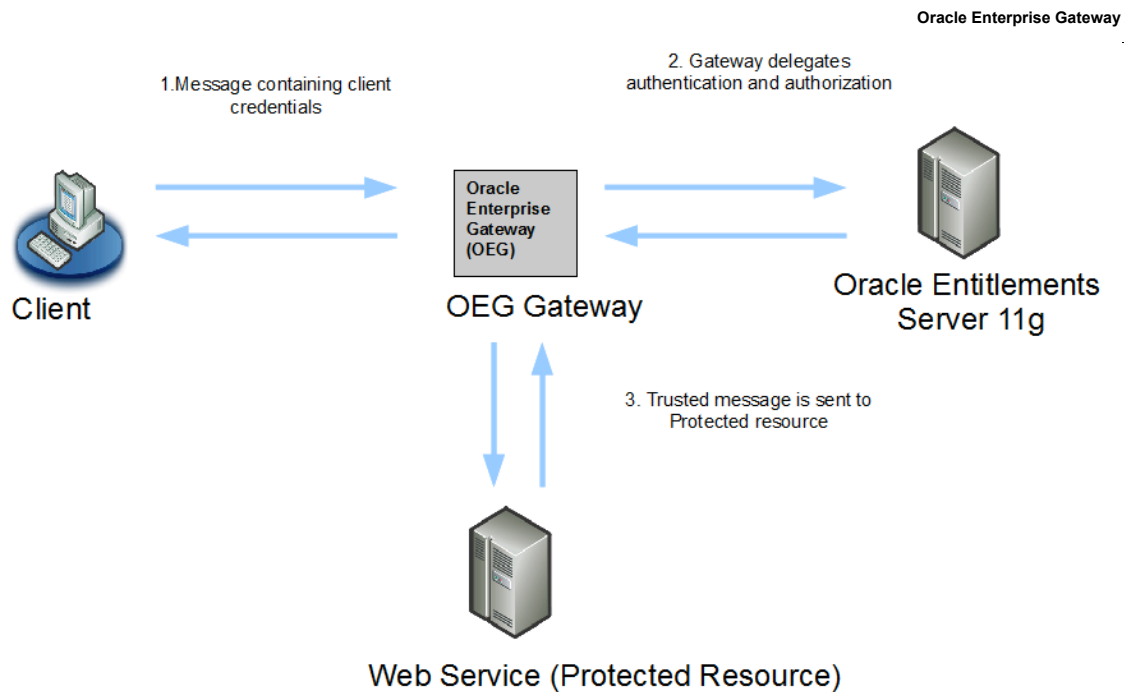 Oracle Enterprise Gateway
1.Message containing client
credentials
2. Gateway delegates
authentication and authorization
Oracle
Enterprise
Gateway
(OEG)
Client
OEG Gateway
Oracle Entitlements
Server 11g
3. Trusted message is sent to
Protected resource
Web Service (Protected Resource)